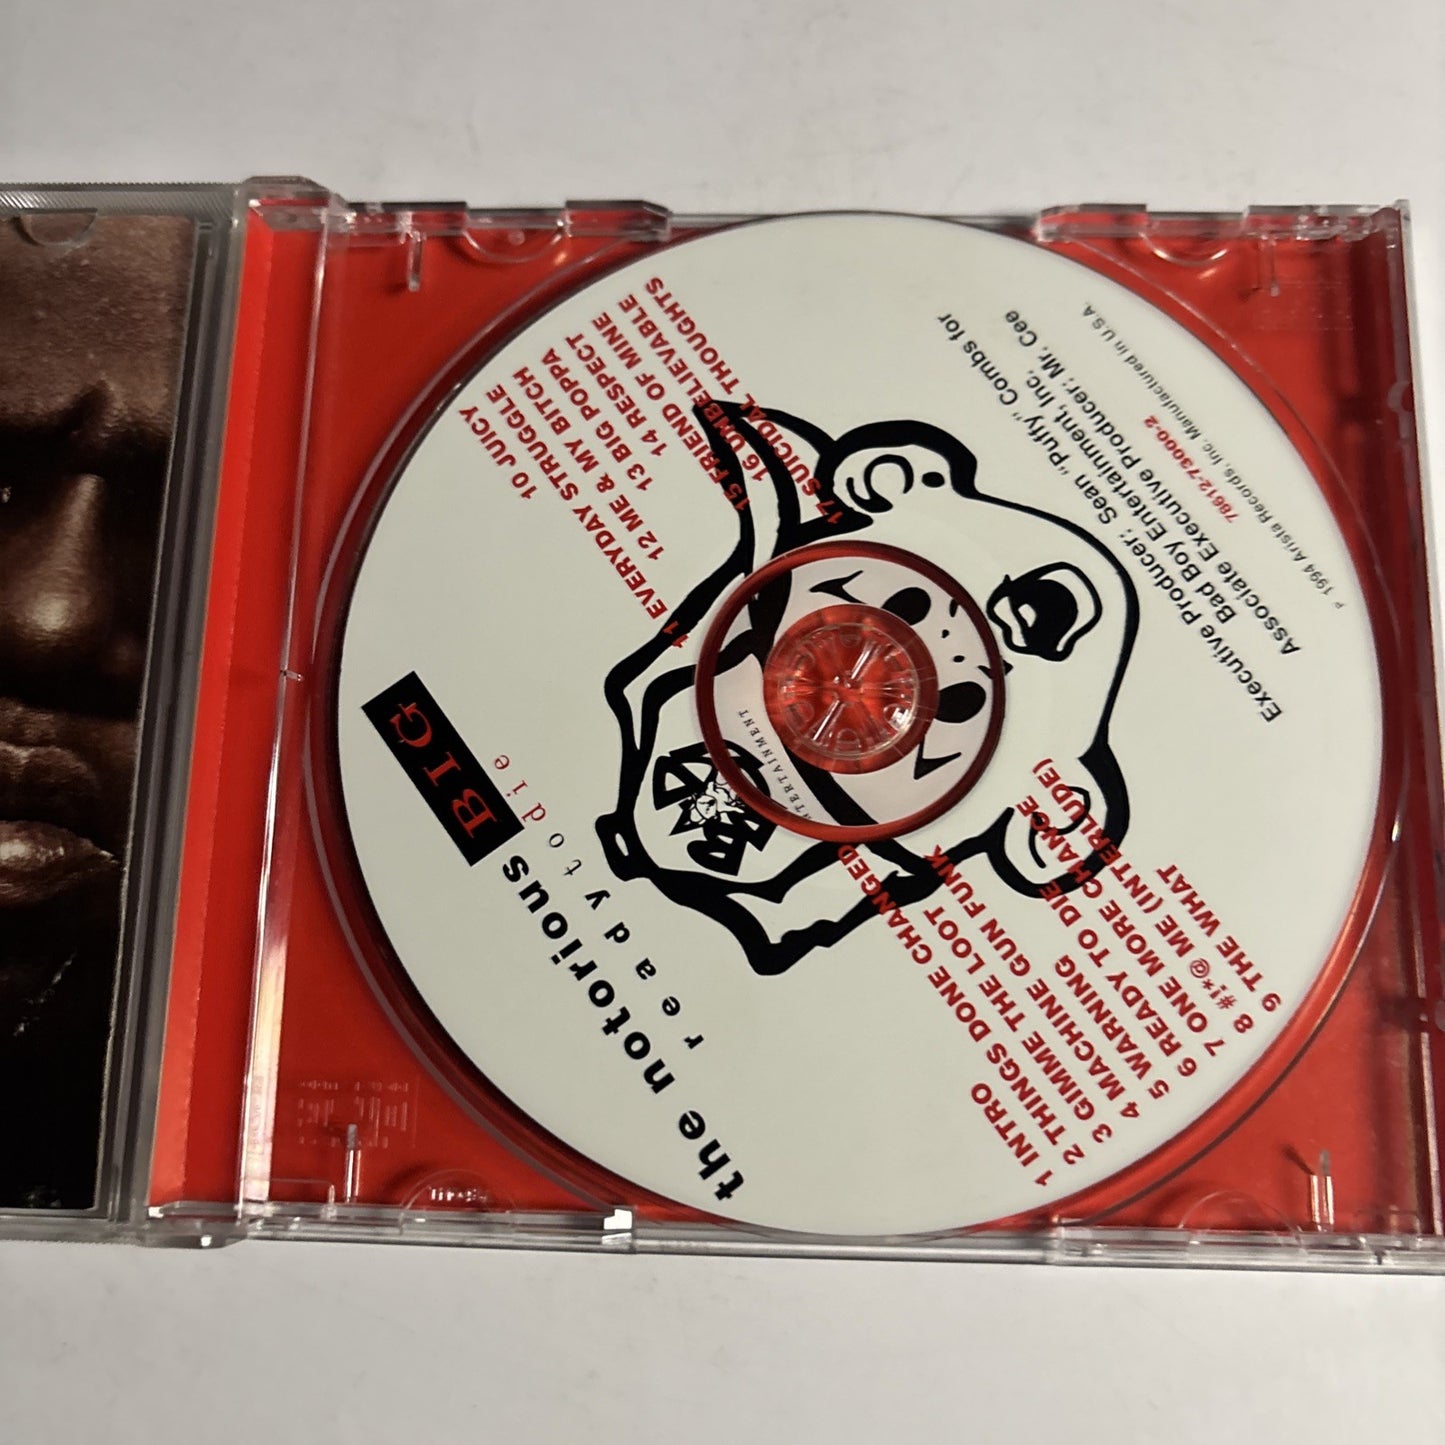 the notorious BIG
ready to die
1 INTRO
2 THINGS DONE CHANGED
3 GIMME THE LOOT
4 MACHINE GUN FUNK
5 WARNING
6 READY TO DIE
7 ONE MORE CHANCE
8 #!*@ ME (INTERLUDE)
9 THE WHAT
10 JUICY
11 EVERYDAY STRUGGLE
12 ME & MY BITCH
13 BIG POPPA
14 RESPECT
15 FRIEND OF MINE
16 UNBELIEVABLE
17 SUICIDAL THOUGHTS
BAD BOY
NTERTAINMENT
Executive Producer: Sean "Puffy" Combs for
Bad Boy Entertainment, Inc.
Associate Executive Producer: Mr. Cee
78612-73000-2
℗ 1994 Arista Records, Inc. Manufactured in U.S.A.